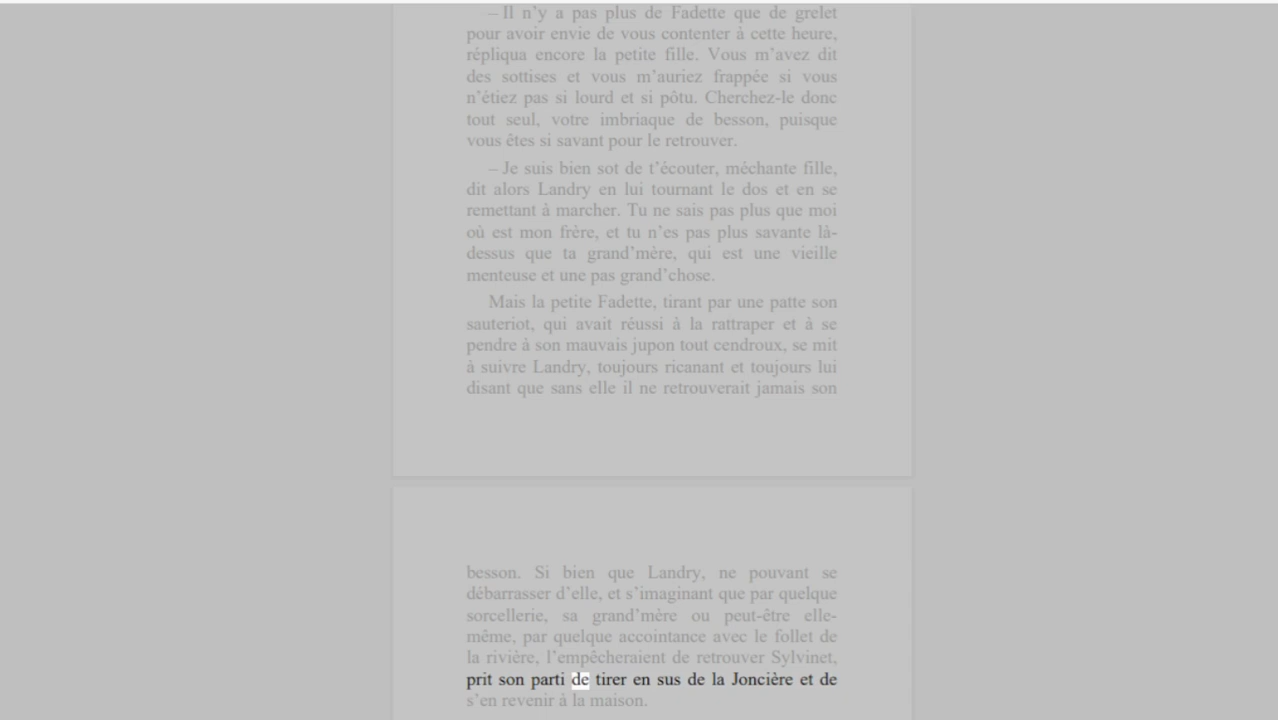 – Il n’y a pas plus de Fadette que de grelet
pour avoir envie de vous contenter à cette heure,
répliqua encore la petite fille. Vous m’avez dit
des sottises et vous m’auriez frappée si vous
n’étiez pas si lourd et si pôtu. Cherchez-le donc
tout seul, votre imbriaque de besson, puisque
vous êtes si savant pour le retrouver.
– Je suis bien sot de t’écouter, méchante fille,
dit alors Landry en lui tournant le dos et en se
remettant à marcher. Tu ne sais pas plus que moi
où est mon frère, et tu n’es pas plus savante là-
dessus que ta grand’mère, qui est une vieille
menteuse et une pas grand’chose.
Mais la petite Fadette, tirant par une patte son
sauteriot, qui avait réussi à la rattraper et à se
pendre à son mauvais jupon tout cendroux, se mit
à suivre Landry, toujours ricanant et toujours lui
disant que sans elle il ne retrouverait jamais son
besson. Si bien que Landry, ne pouvant se
débarrasser d’elle, et s’imaginant que par quelque
sorcellerie, sa grand’mère ou peut-être elle-
même, par quelque accointance avec le follet de
la rivière, l’empêcheraient de retrouver Sylvinet,
prit son parti de tirer en sus de la Joncière et de
s’en revenir à la maison.